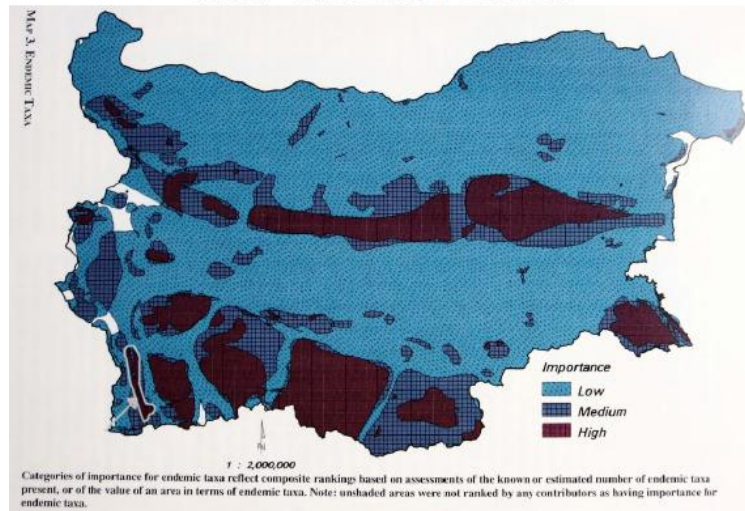 MAP 3. ENDEMIC TAXA
Importance
Low
Medium
High
1 : 2,000,000
Categories of importance for endemic taxa reflect composite rankings based on assessments of the known or estimated number of endemic taxa
present, or of the value of an area in terms of endemic taxa. Note: unshaded areas were not ranked by any contributors as having importance for
endemic taxa.